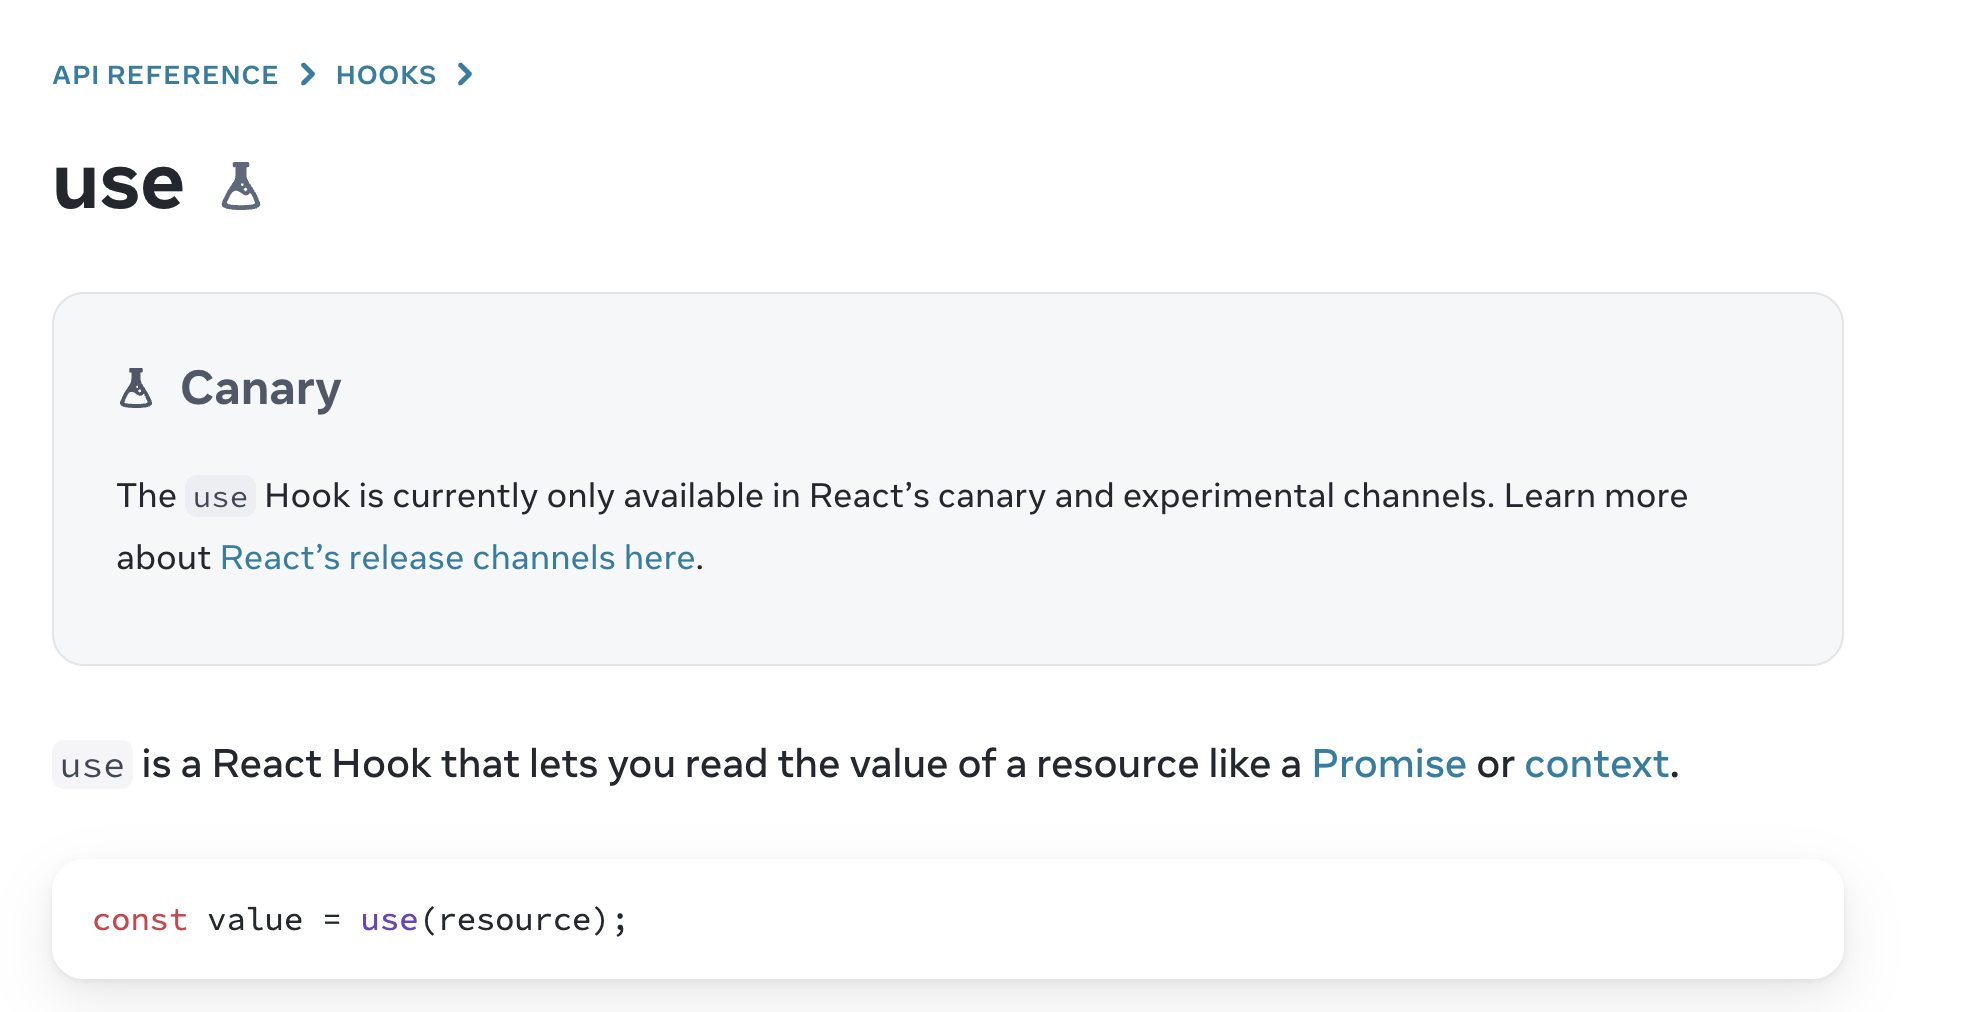 API REFERENCE > HOOKS >
use
Canary
The use Hook is currently only available in React’s canary and experimental channels. Learn more
about React’s release channels here.
use is a React Hook that lets you read the value of a resource like a Promise or context.
const value = use(resource);